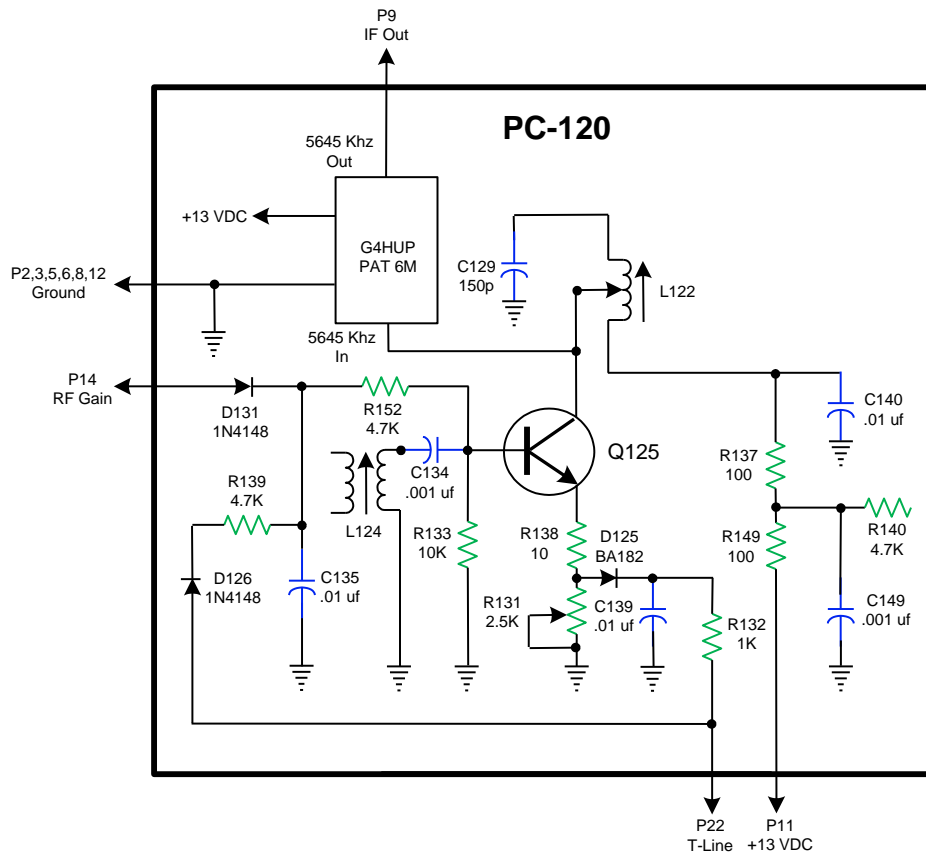 P9
IF Out
PC-120
5645 Khz
Out
+13 VDC
G4HUP
PAT 6M
C129
150p
L122
P2,3,5,6,8,12
Ground
5645 Khz
In
P14
RF Gain
D131
1N4148
R152
4.7K
C140
.01 uf
Q125
R137
100
C134
.001 uf
R139
4.7K
L124
R133
10K
R138
10
D125
BA182
R149
100
R140
4.7K
D126
1N4148
C135
.01 uf
R131
2.5K
C139
.01 uf
R132
1K
C149
.001 uf
P22
T-Line
P11
+13 VDC